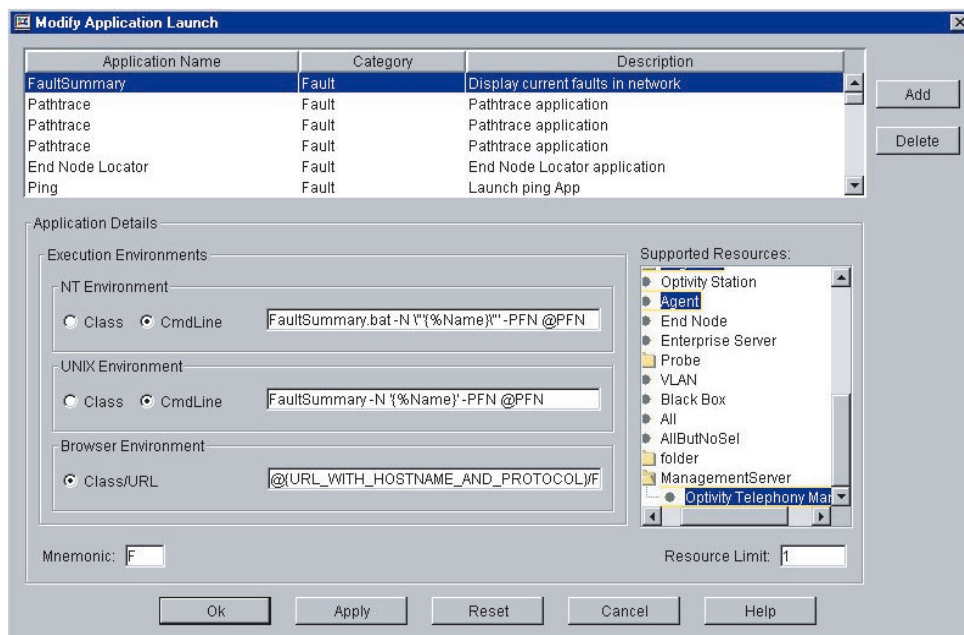 Modify Application Launch
Application Name Category Description
FaultSummary Fault Display current faults in network
Pathtrace Fault Pathtrace application
Pathtrace Fault Pathtrace application
Pathtrace Fault Pathtrace application
End Node Locator Fault End Node Locator application
Ping Fault Launch ping App
Add
Delete
Application Details
Execution Environments
NT Environment
Class CmdLine FaultSummary.bat -N \"'{%Name}\"' -PFN @PFN
UNIX Environment
Class CmdLine FaultSummary -N '{%Name}' -PFN @PFN
Browser Environment
Class/URL @{URL_WITH_HOSTNAME_AND_PROTOCOL}/F
Supported Resources:
Optivity Station
Agent
End Node
Enterprise Server
Probe
VLAN
Black Box
All
AllButNoSel
folder
ManagementServer
Optivity Telephony Mar
Mnemonic: F
Resource Limit: 1
Ok Apply Reset Cancel Help